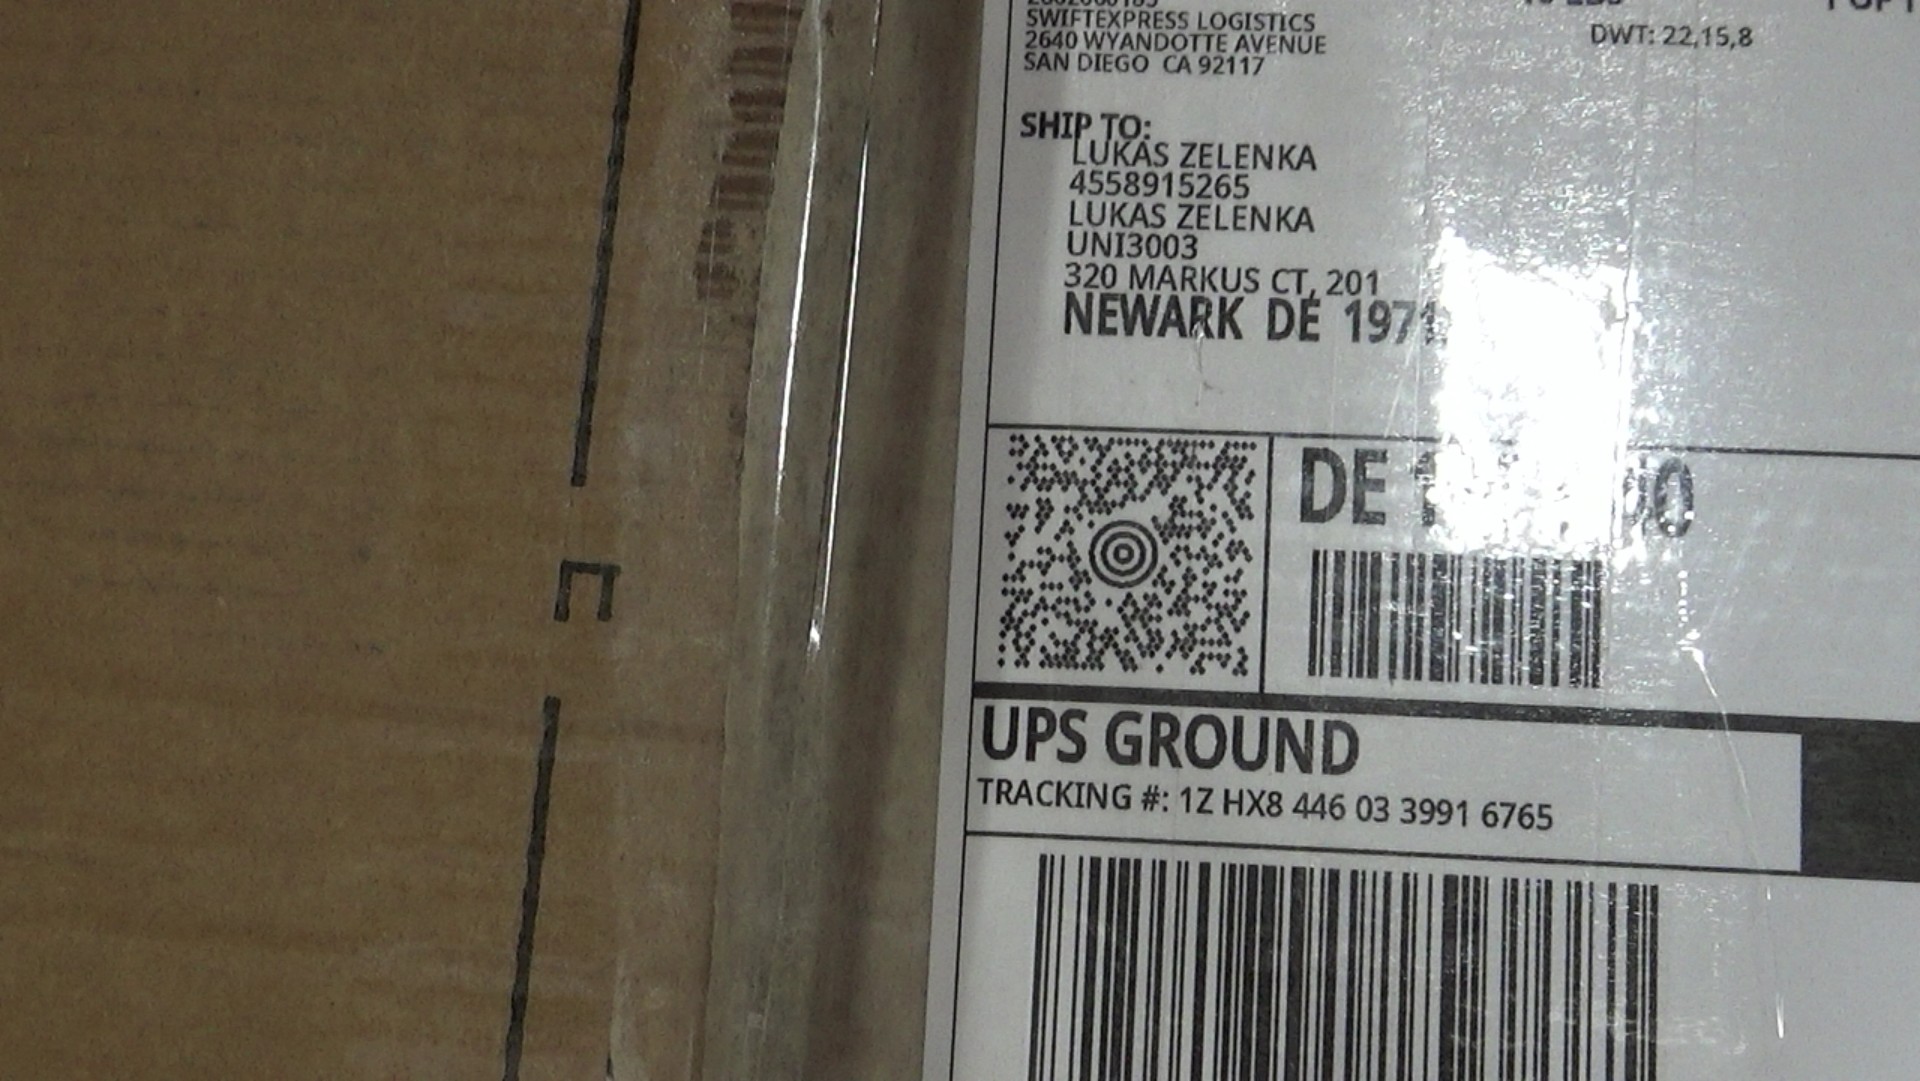 SWIFTEXPRESS LOGISTICS
2640 WYANDOTTE AVENUE
SAN DIEGO CA 92117
DWT: 22,15,8
SHIP TO:
LUKAS ZELENKA
4558915265
LUKAS ZELENKA
UNI3003
320 MARKUS CT, 201
NEWARK DE
DE
UPS GROUND
TRACKING #: 1Z HX8 446 03 3991 6765
E